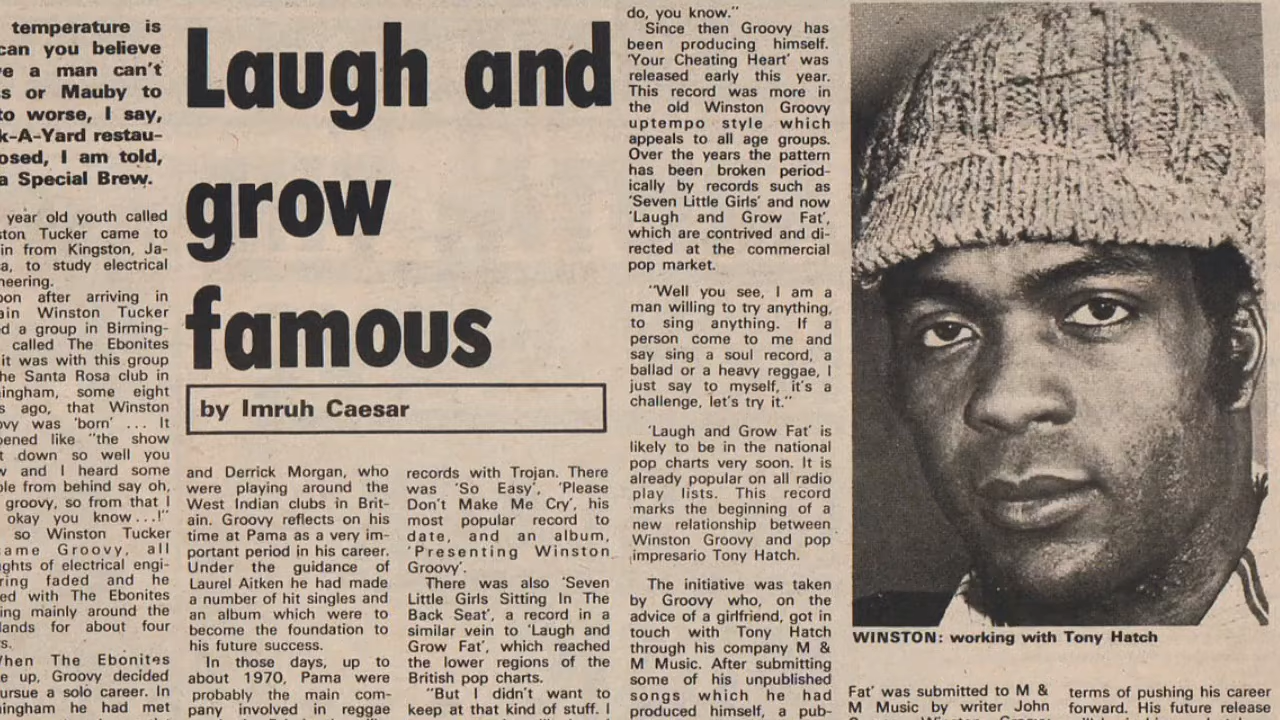 temperature is
can you believe
a man can't
or Mauby to
to worse, I say,
restau-
I am told,
a Special Brew.
year old youth called
Tucker came to
from Kingston, Ja-
to study electrical
after arriving in
Winston Tucker
a group in Birming-
called The Ebonites
it was with this group
Santa Rosa club in
some eight
ago, that Winston
was 'born' ... It
like "the show
down so well you
and I heard some
from behind say oh,
groovy, so from that I
okay you know...!"
so Winston Tucker
Groovy, all
of electrical engi-
faded and he
with The Ebonites
mainly around the
for about four
The Ebonites
up, Groovy decided
a solo career. In
he had met
Laugh and
grow
famous
by Imruh Caesar
and Derrick Morgan, who
were playing around the
West Indian clubs in Brit-
ain. Groovy reflects on his
time at Pama as a very im-
portant period in his career.
Under the guidance of
Laurel Aitken he had made
a number of hit singles and
an album which were to
become the foundation to
his future success.
In those days, up to
about 1970, Pama were
probably the main com-
pany involved in reggae
records with Trojan. There
was 'So Easy', 'Please
Don't Make Me Cry', his
most popular record to
date, and an album,
'Presenting Winston
Groovy'.
There was also 'Seven
Little Girls Sitting In The
Back Seat', a record in a
similar vein to 'Laugh and
Grow Fat', which reached
the lower regions of the
British pop charts.
"But I didn't want to
keep at that kind of stuff. I
do, you know."
Since then Groovy has
been producing himself.
'Your Cheating Heart' was
released early this year.
This record was more in
the old Winston Groovy
uptempo style which
appeals to all age groups.
Over the years the pattern
has been broken period-
ically by records such as
'Seven Little Girls' and now
'Laugh and Grow Fat',
which are contrived and di-
rected at the commercial
pop market.
"Well you see, I am a
man willing to try anything,
to sing anything. If a
person come to me and
say sing a soul record, a
ballad or a heavy reggae, I
just say to myself, it's a
challenge, let's try it."
'Laugh and Grow Fat' is
likely to be in the national
pop charts very soon. It is
already popular on all radio
play lists. This record
marks the beginning of a
new relationship between
Winston Groovy and pop
impresario Tony Hatch.
The initiative was taken
by Groovy who, on the
advice of a girlfriend, got in
touch with Tony Hatch
through his company M &
M Music. After submitting
some of his unpublished
songs which he had
produced himself, a pub-
WINSTON: working with Tony Hatch
Fat' was submitted to M &
M Music by writer John
terms of pushing his career
forward. His future release